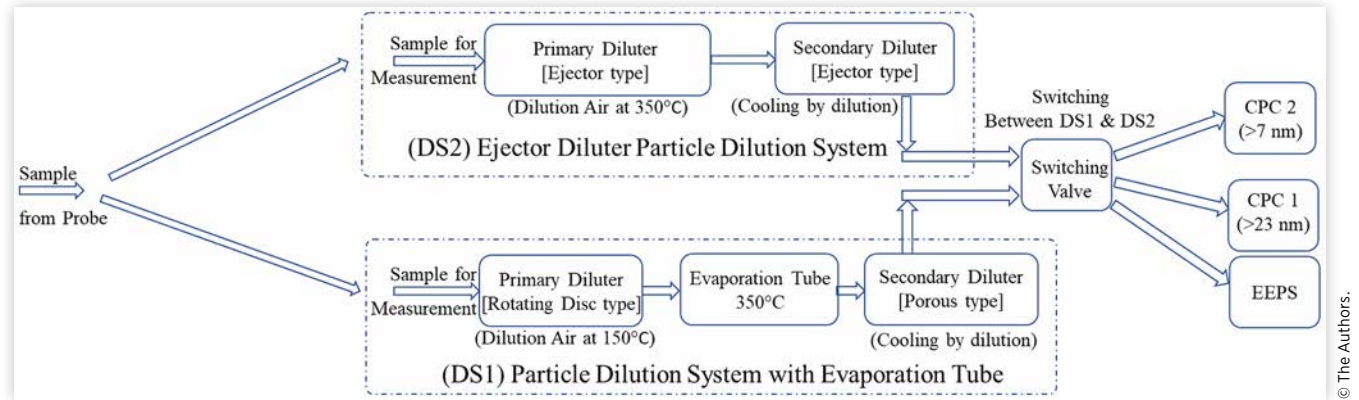 Sample
from Probe
Sample for
Measurement
Primary Diluter
[Ejector type]
(Dilution Air at 350°C)
Secondary Diluter
[Ejector type]
(Cooling by dilution)
(DS2) Ejector Diluter Particle Dilution System
Sample for
Measurement
Primary Diluter
[Rotating Disc type]
(Dilution Air at 150°C)
Evaporation Tube
350°C
Secondary Diluter
[Porous type]
(Cooling by dilution)
(DS1) Particle Dilution System with Evaporation Tube
Switching
Between DS1 & DS2
Switching
Valve
CPC 2
(>7 nm)
CPC 1
(>23 nm)
EEPS
© The Authors.